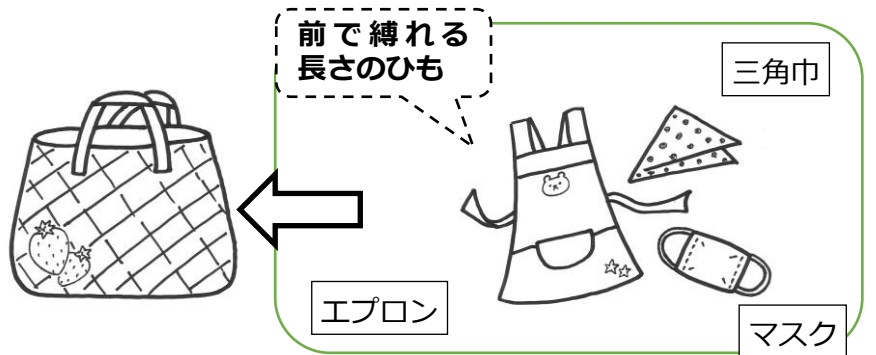 前で縛れる
長さのひも
三角巾
エプロン
マスク